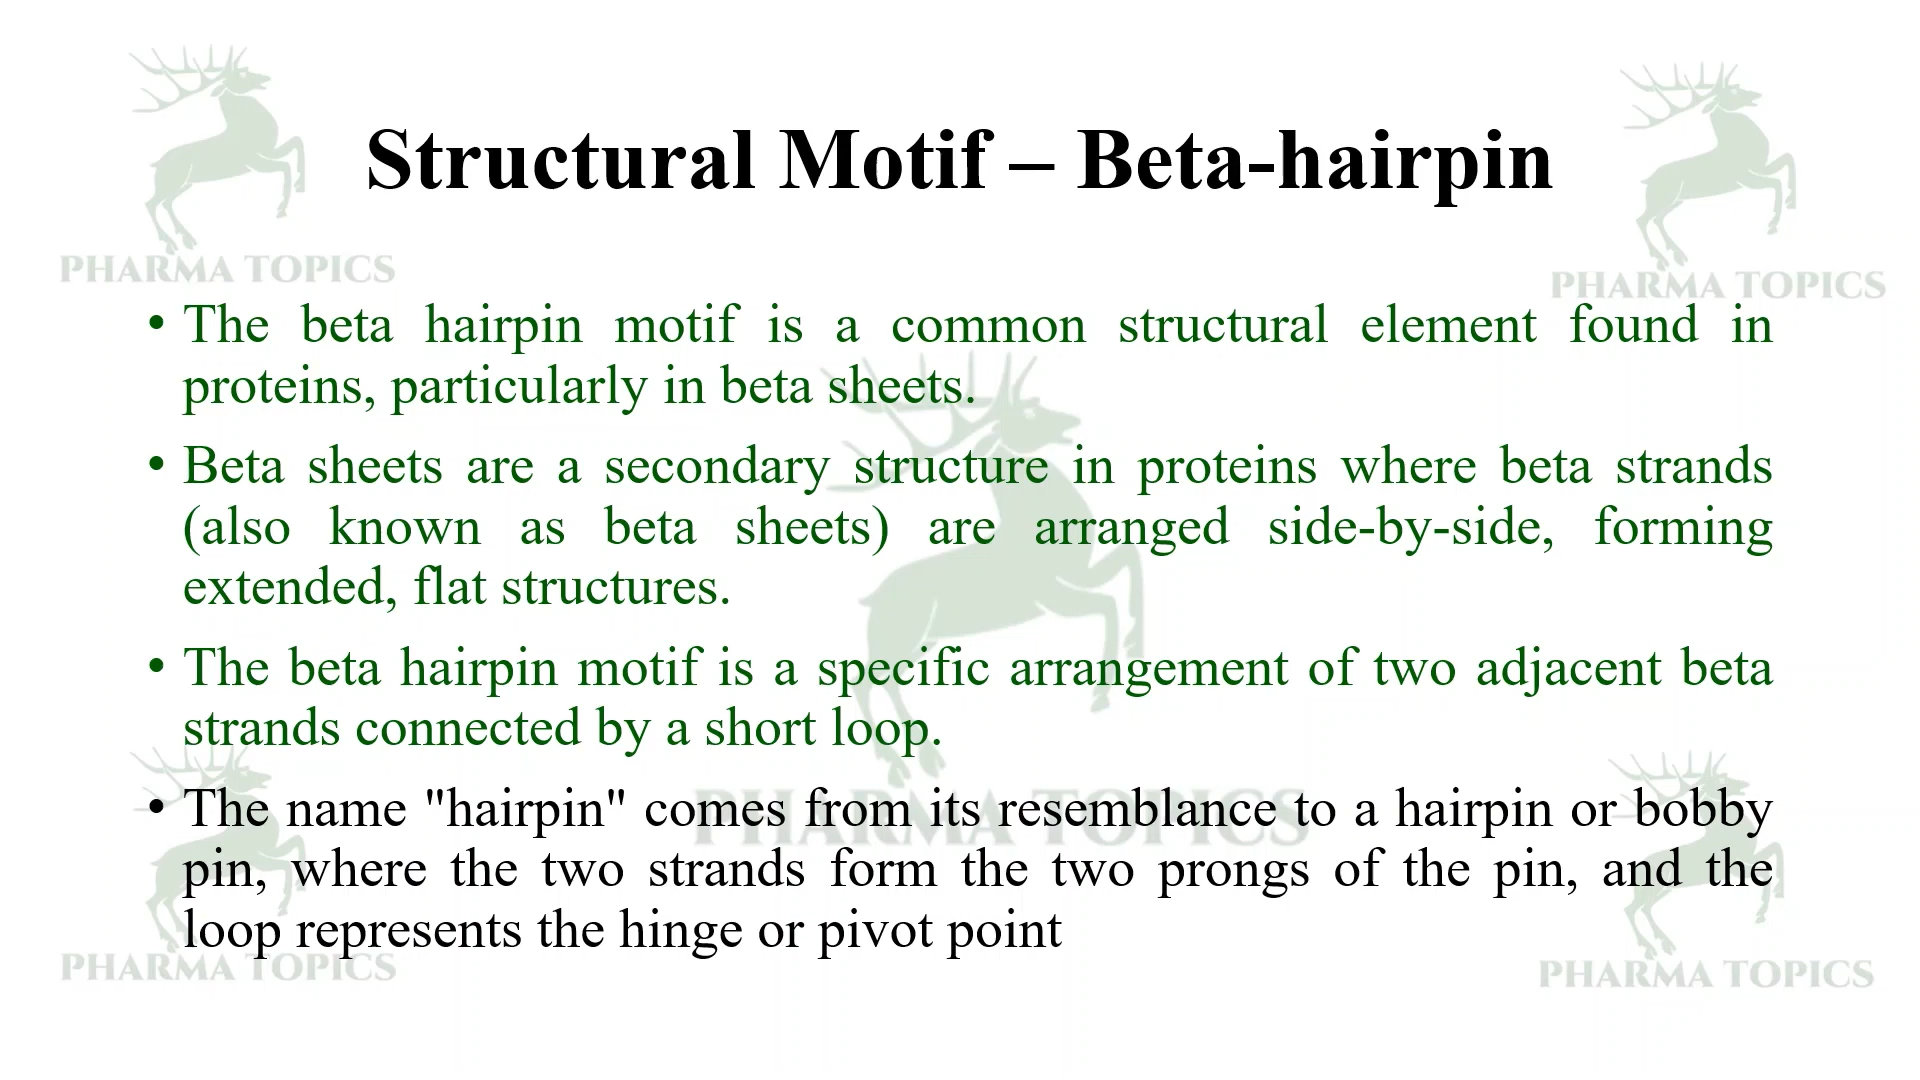 Structural Motif – Beta-hairpin
PHARMA TOPICS
PHARMA TOPICS
• The beta hairpin motif is a common structural element found in
proteins, particularly in beta sheets.
• Beta sheets are a secondary structure in proteins where beta strands
(also known as beta sheets) are arranged side-by-side, forming
extended, flat structures.
• The beta hairpin motif is a specific arrangement of two adjacent beta
strands connected by a short loop.
PHARMA TOPICS
• The name "hairpin" comes from its resemblance to a hairpin or bobby
pin, where the two strands form the two prongs of the pin, and the
loop represents the hinge or pivot point
PHARMA TOPICS
PHARMA TOPICS